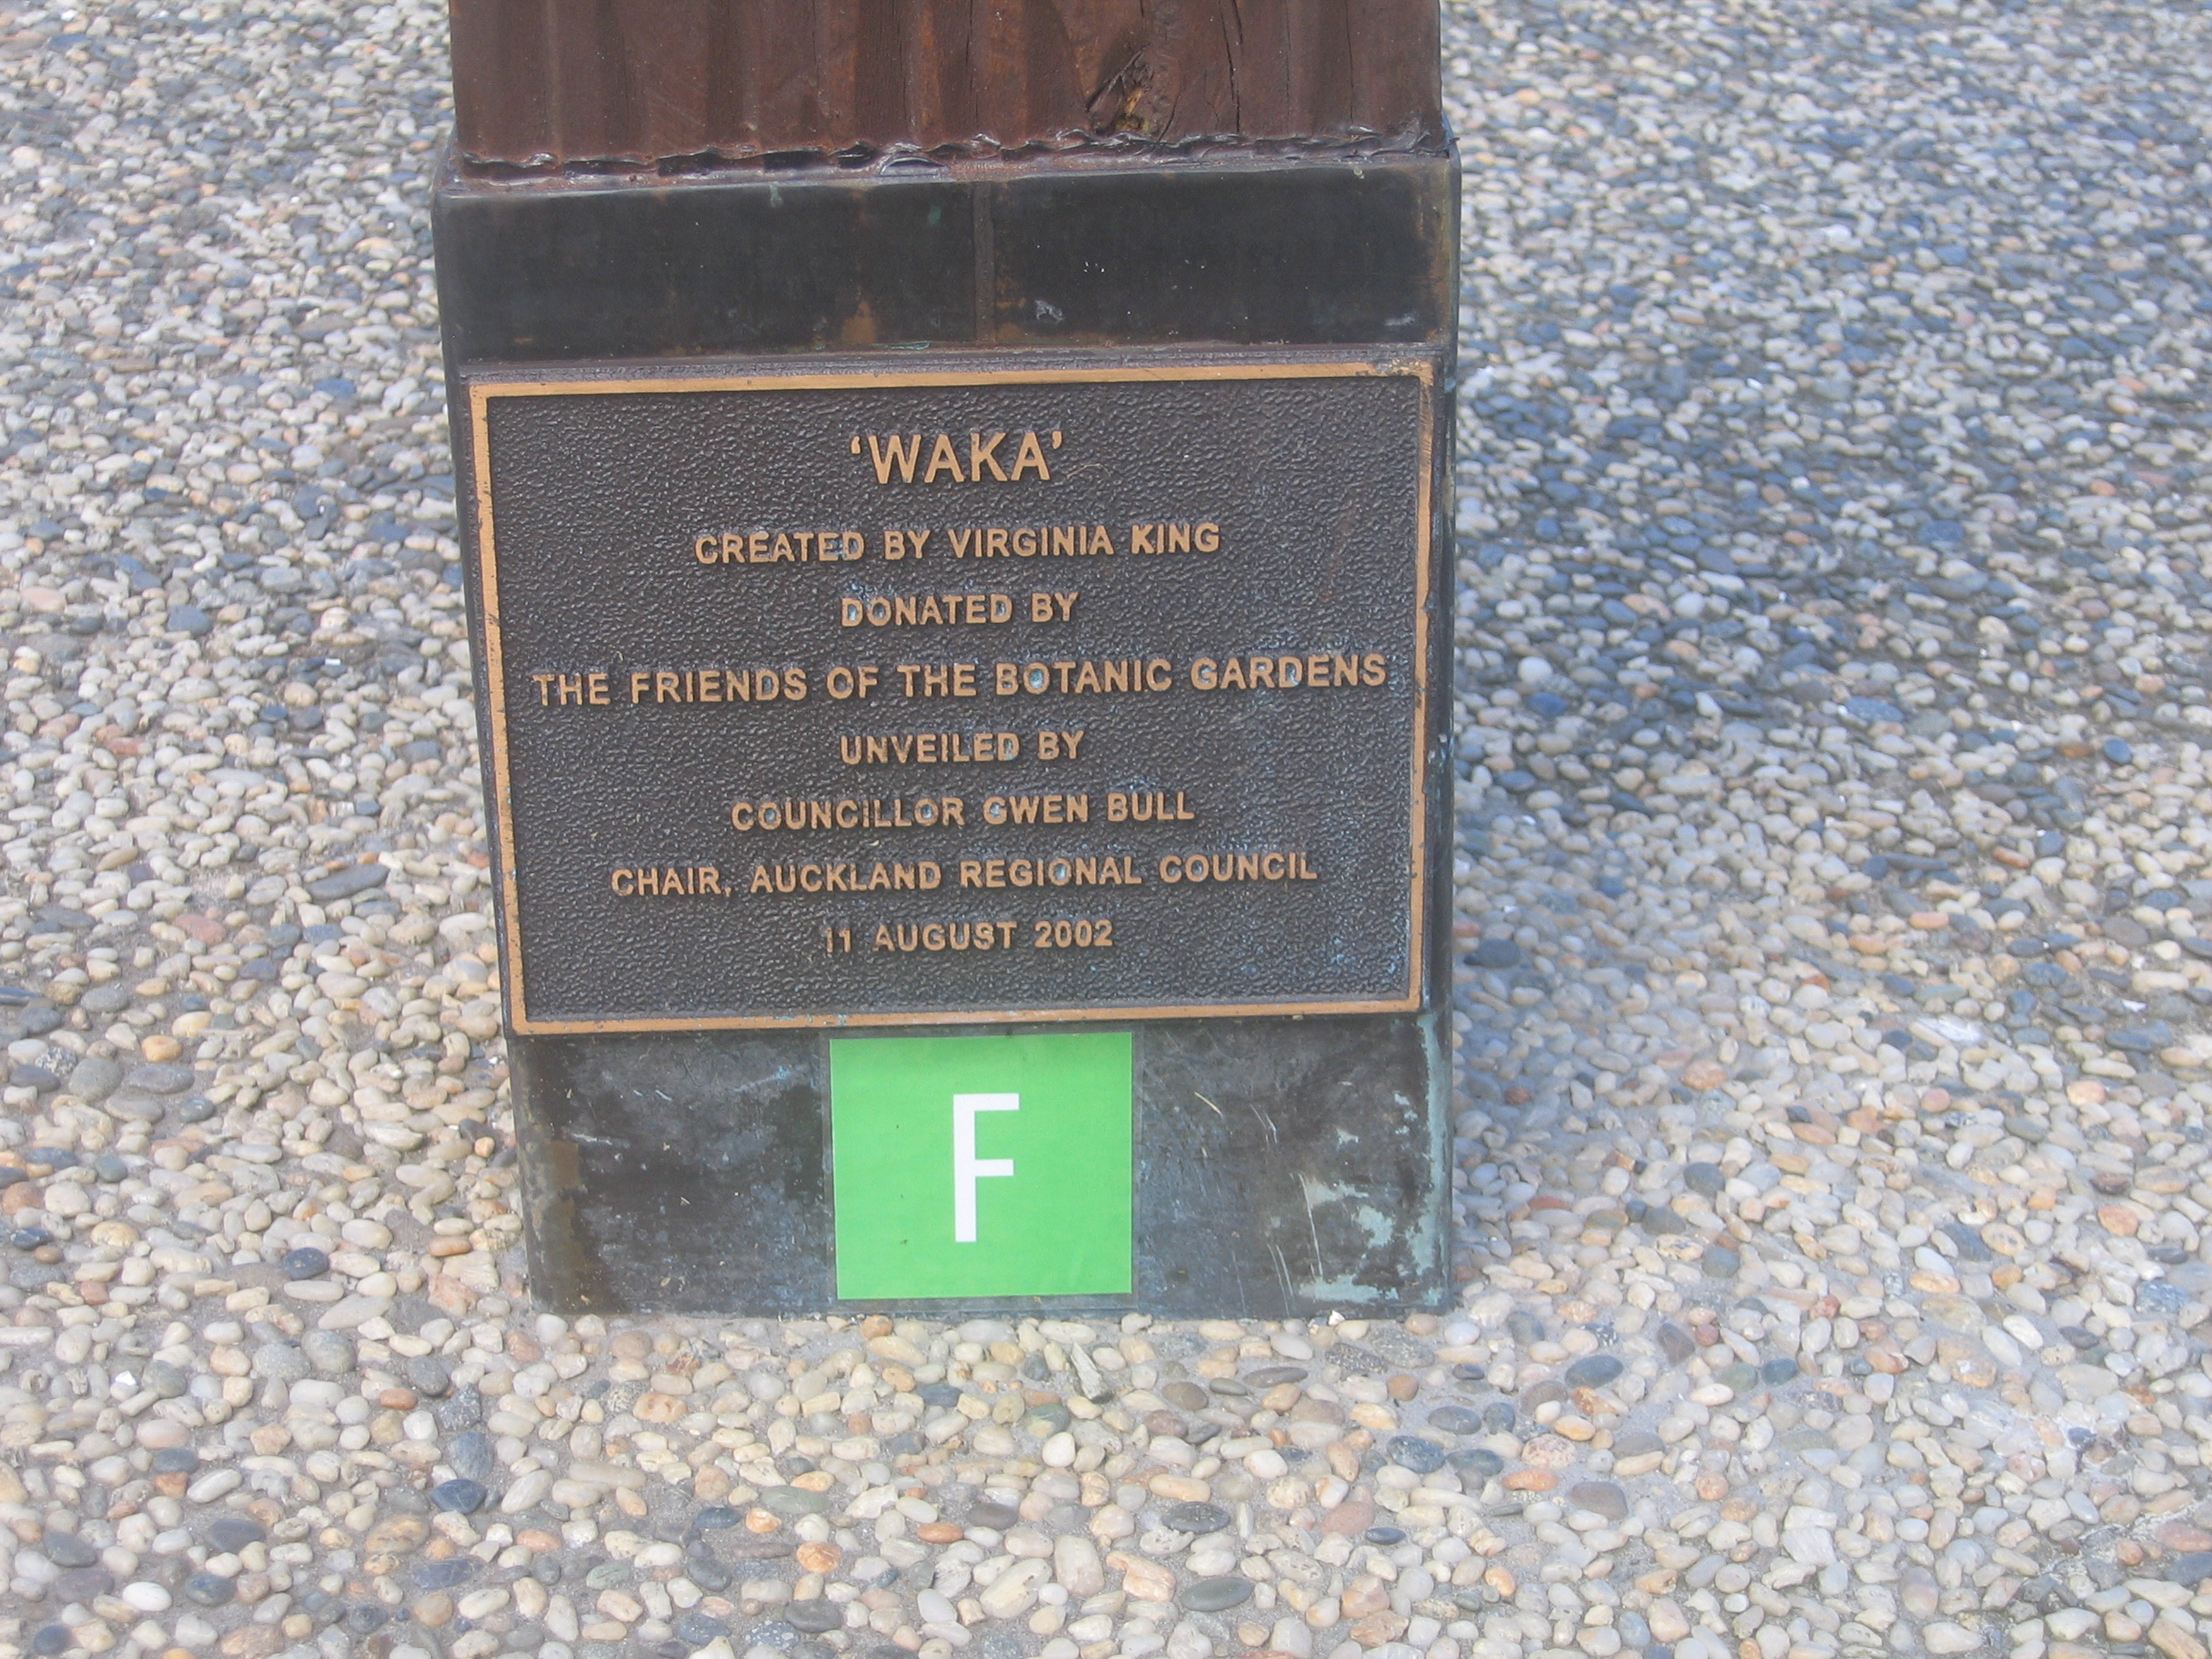 ‘WAKA’
CREATED BY VIRGINIA KING
DONATED BY
THE FRIENDS OF THE BOTANIC GARDENS
UNVEILED BY
COUNCILLOR GWEN BULL
CHAIR, AUCKLAND REGIONAL COUNCIL
11 AUGUST 2002
F